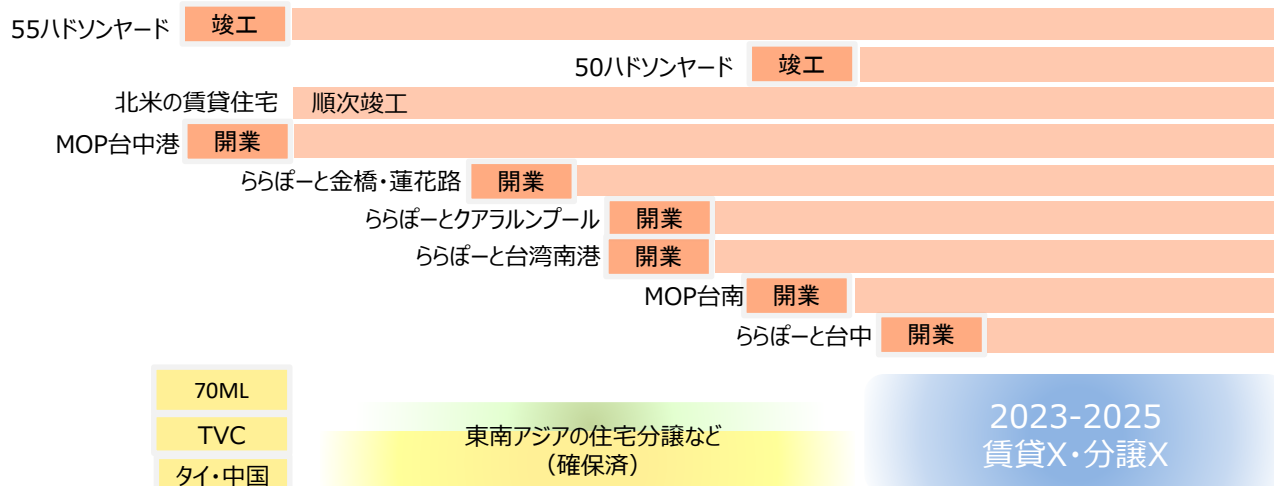 55ハドソンヤード 竣工
50ハドソンヤード 竣工
北米の賃貸住宅 順次竣工
MOP台中港 開業
ららぽーと金橋・蓮花路 開業
ららぽーとクアラルンプール 開業
ららぽーと台湾南港 開業
MOP台南 開業
ららぽーと台中 開業
70ML
TVC
タイ・中国
東南アジアの住宅分譲など
（確保済）
2023-2025
賃貸X・分譲X